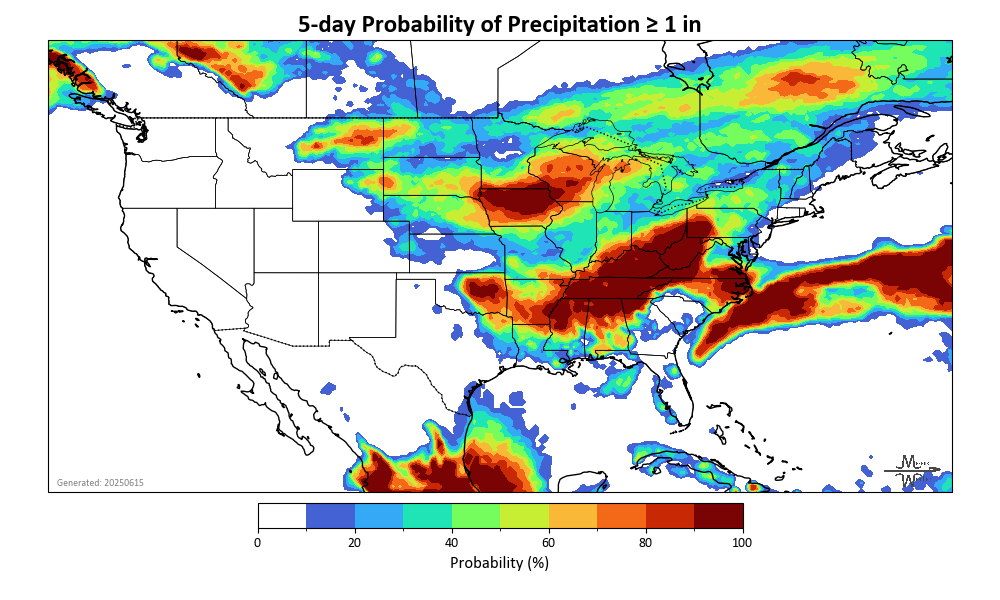 5-day Probability of Precipitation ≥ 1 in
Generated: 20250615
0 20 40 60 80 100
Probability (%)